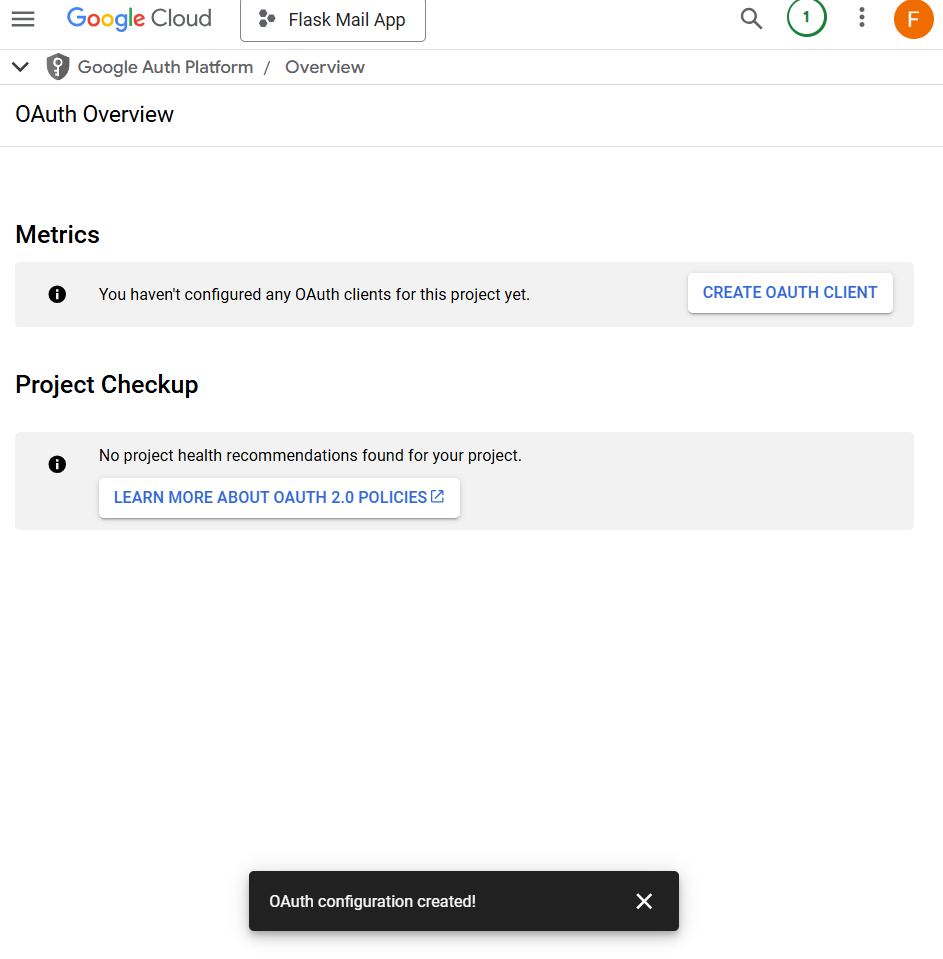 Google Cloud
Flask Mail App
1
F
Google Auth Platform / Overview
OAuth Overview
Metrics
You haven't configured any OAuth clients for this project yet.
CREATE OAUTH CLIENT
Project Checkup
No project health recommendations found for your project.
LEARN MORE ABOUT OAUTH 2.0 POLICIES
OAuth configuration created!